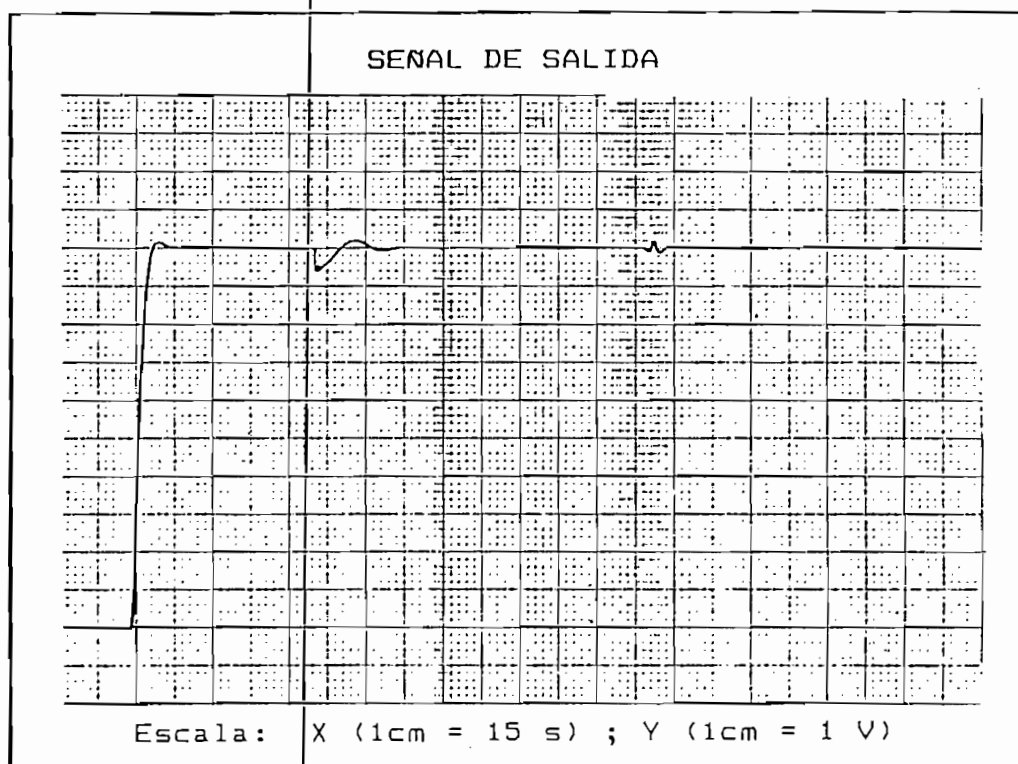 SEÑAL DE SALIDA
Escala: X (1cm = 15 s) ; Y (1cm = 1 V)